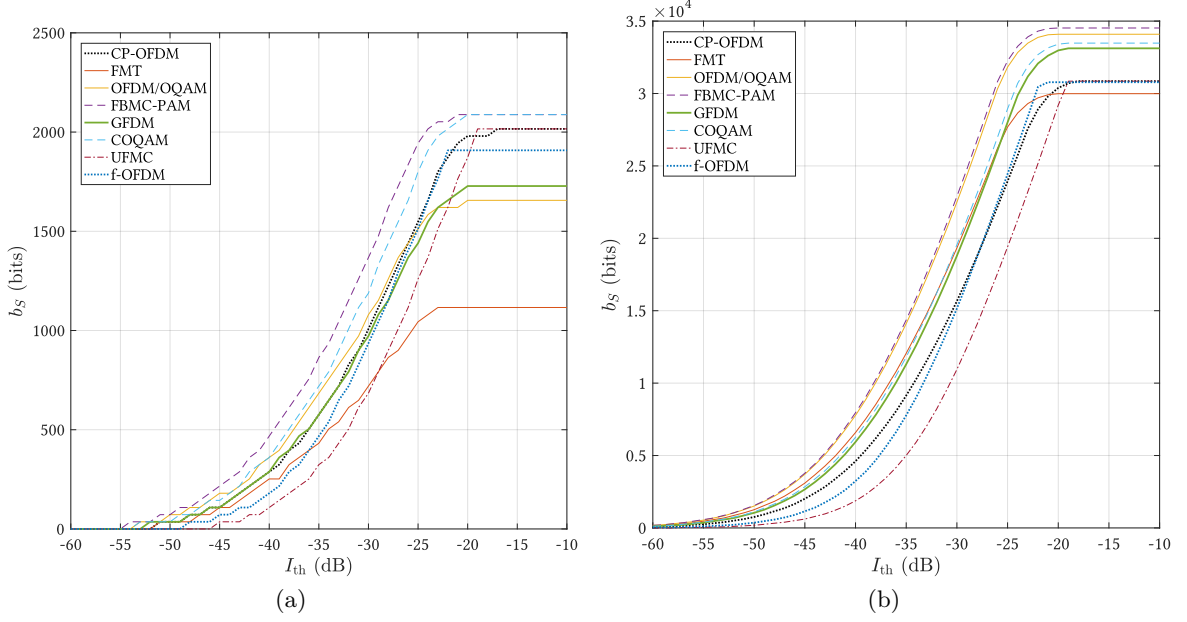 2500
2000
1500
1000
500
0
b_S (bits)
CP-OFDM
FMT
OFDM/OQAM
FBMC-PAM
GFDM
COQAM
UFMC
f-OFDM
-60 -55 -50 -45 -40 -35 -30 -25 -20 -15 -10
I_th (dB)
(a)
×10^4
3.5
3
2.5
2
1.5
1
0.5
0
b_S (bits)
CP-OFDM
FMT
OFDM/OQAM
FBMC-PAM
GFDM
COQAM
UFMC
f-OFDM
-60 -55 -50 -45 -40 -35 -30 -25 -20 -15 -10
I_th (dB)
(b)